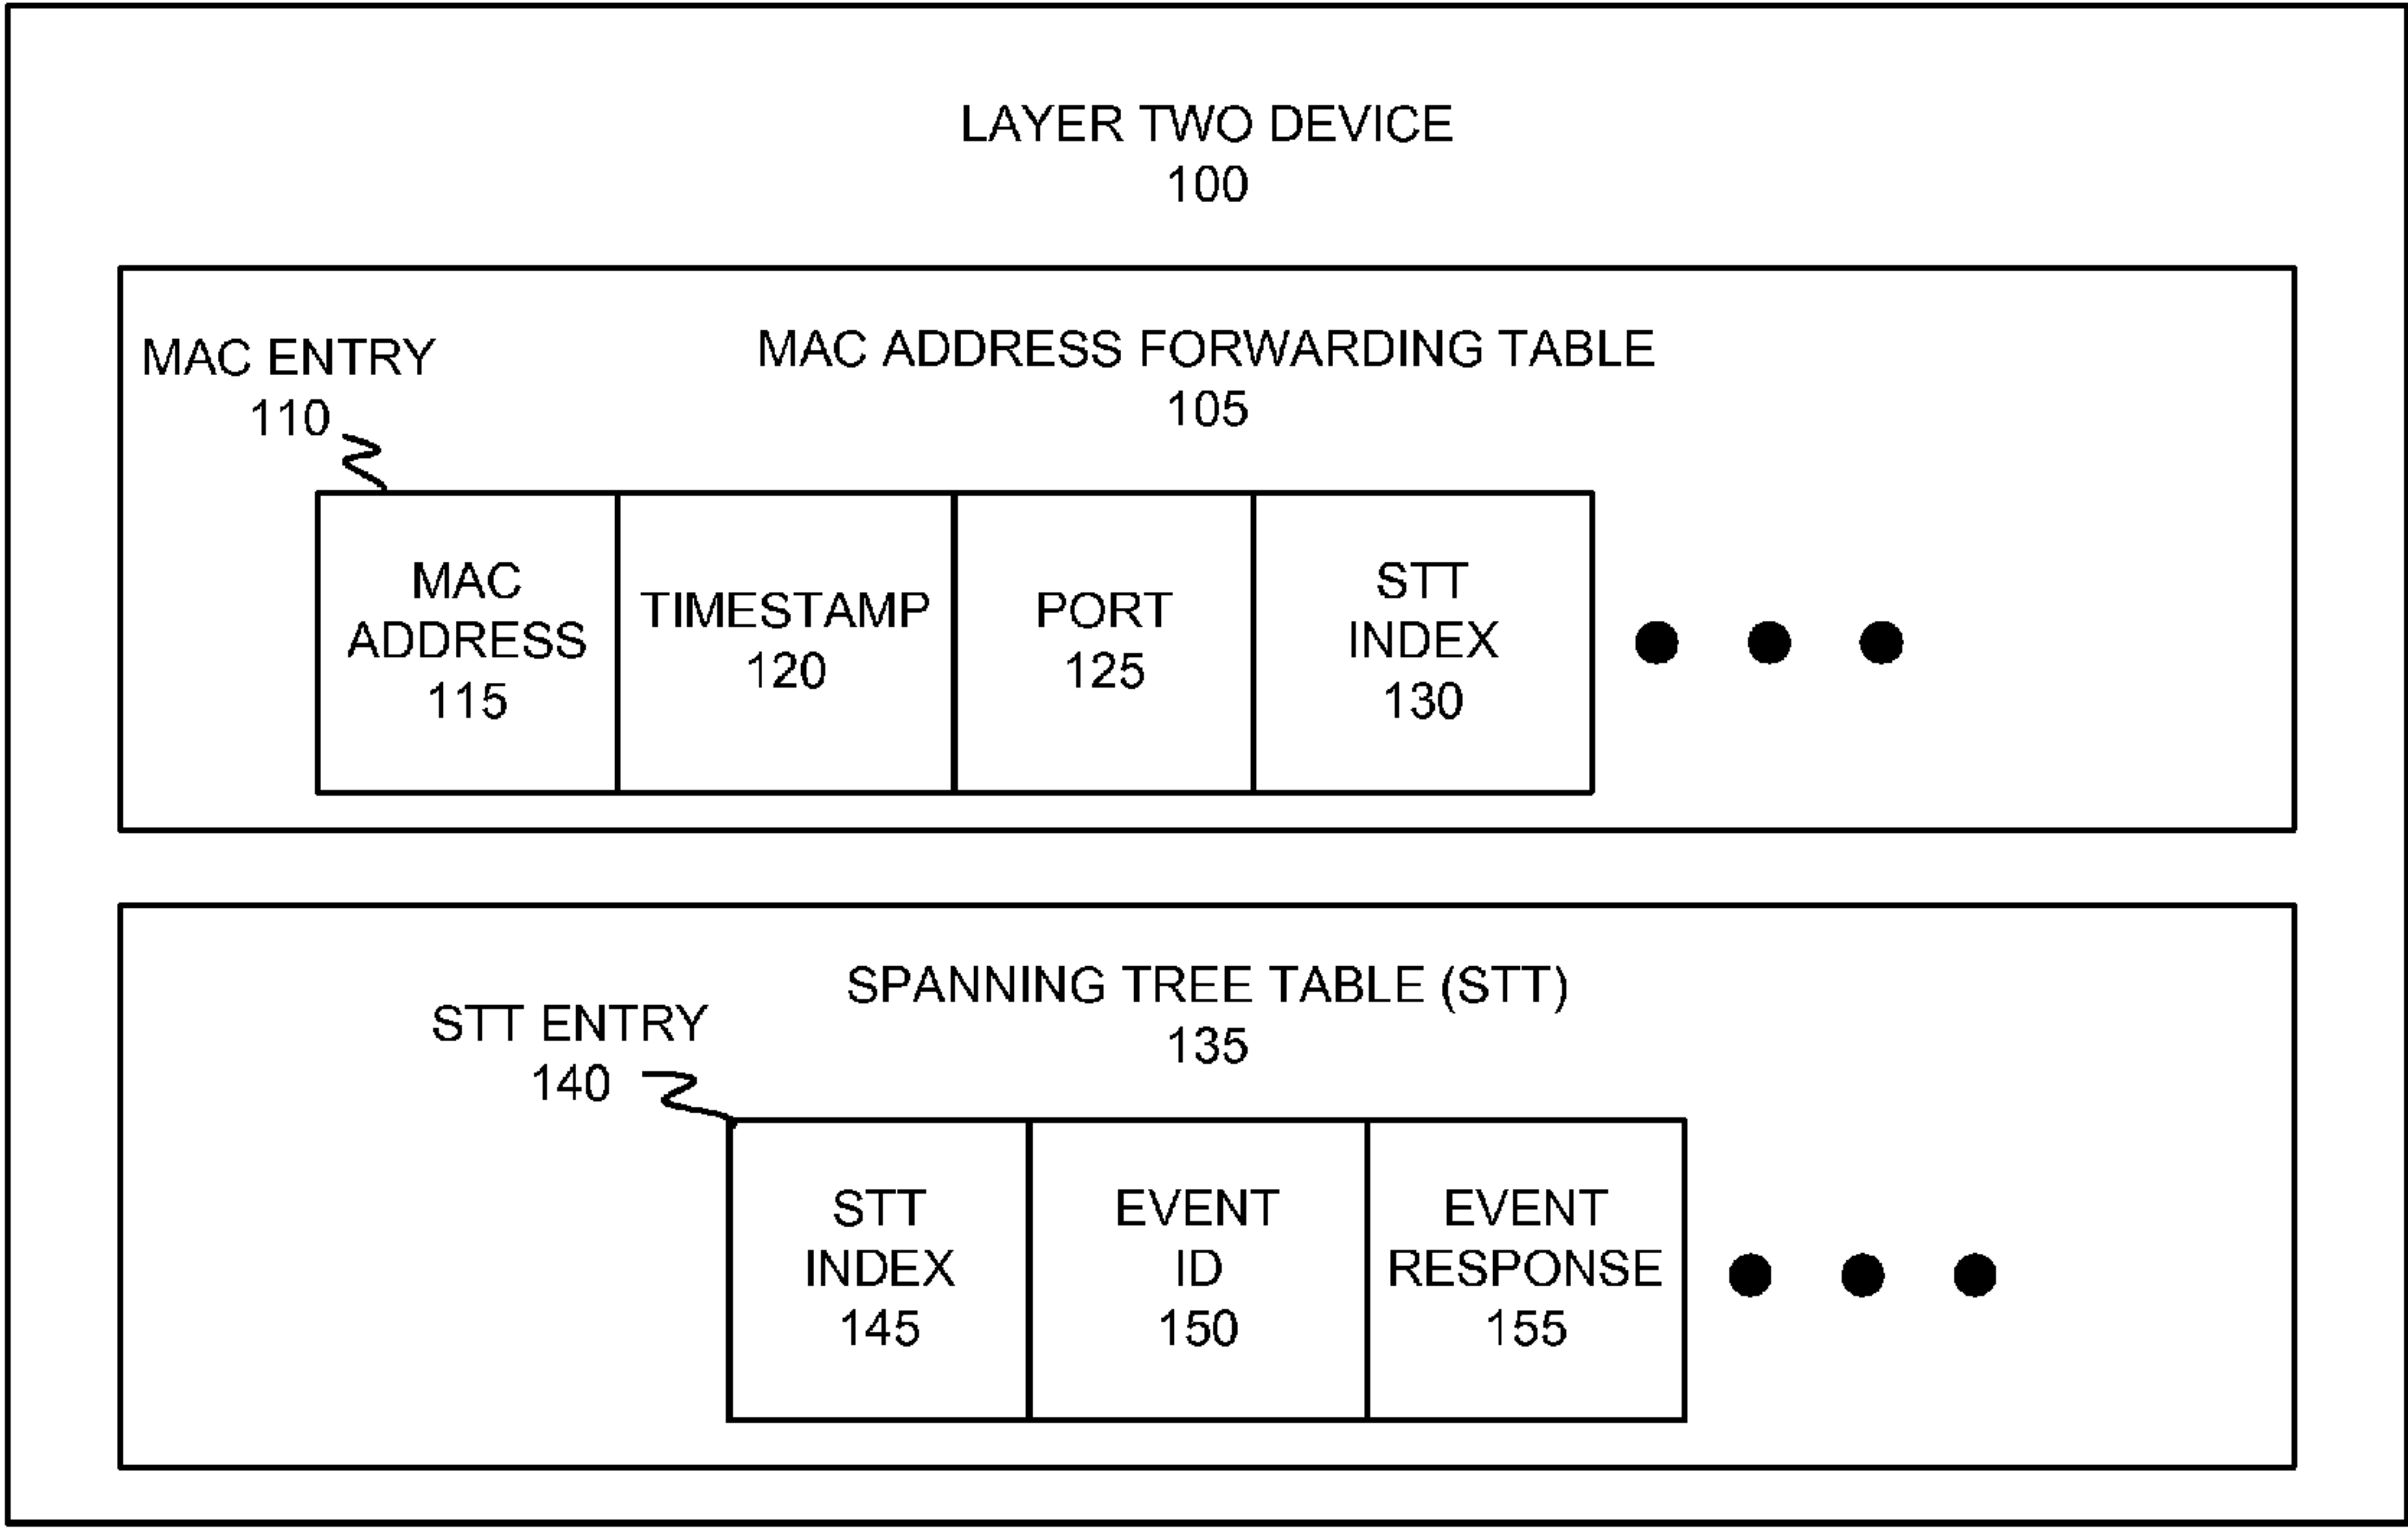 LAYER TWO DEVICE
100
MAC ENTRY
110
MAC ADDRESS FORWARDING TABLE
105
MAC
ADDRESS
115
TIMESTAMP
120
PORT
125
STT
INDEX
130
SPANNING TREE TABLE (STT)
135
STT ENTRY
140
STT
INDEX
145
EVENT
ID
150
EVENT
RESPONSE
155